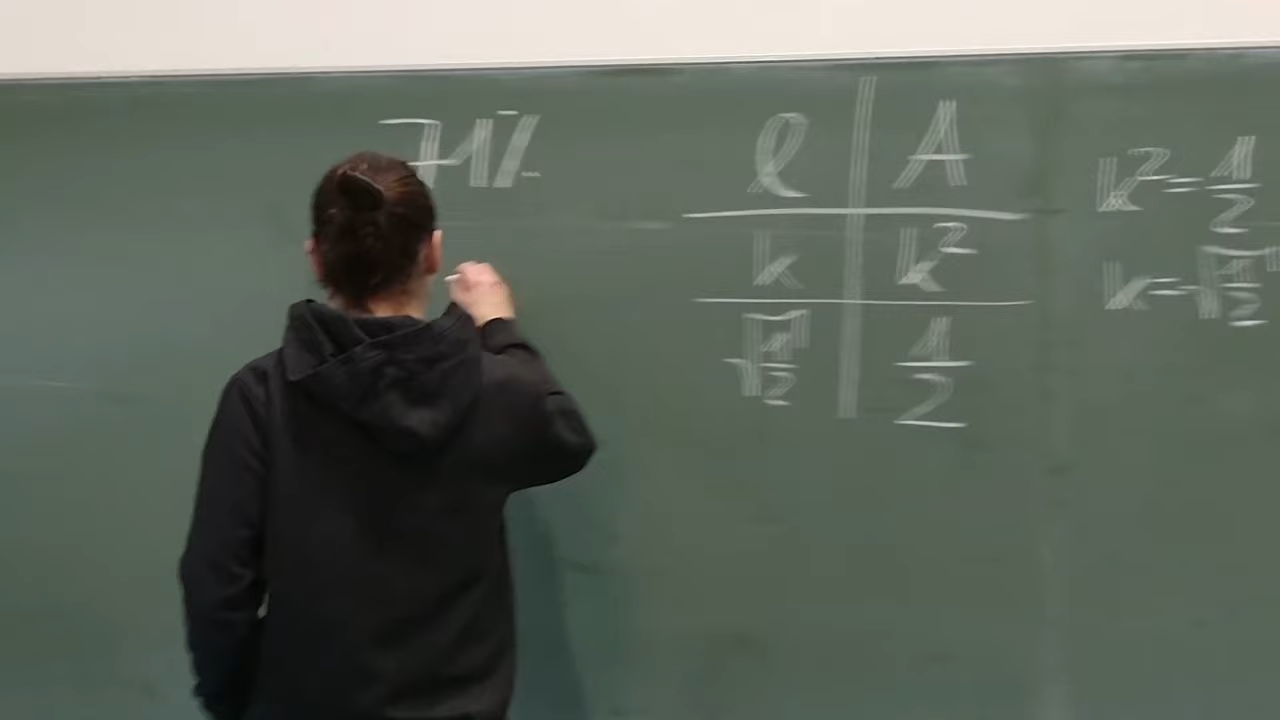 l | A
k | k²
√(1/2) | 1/2
k² = 1/2
k = √(1/2)